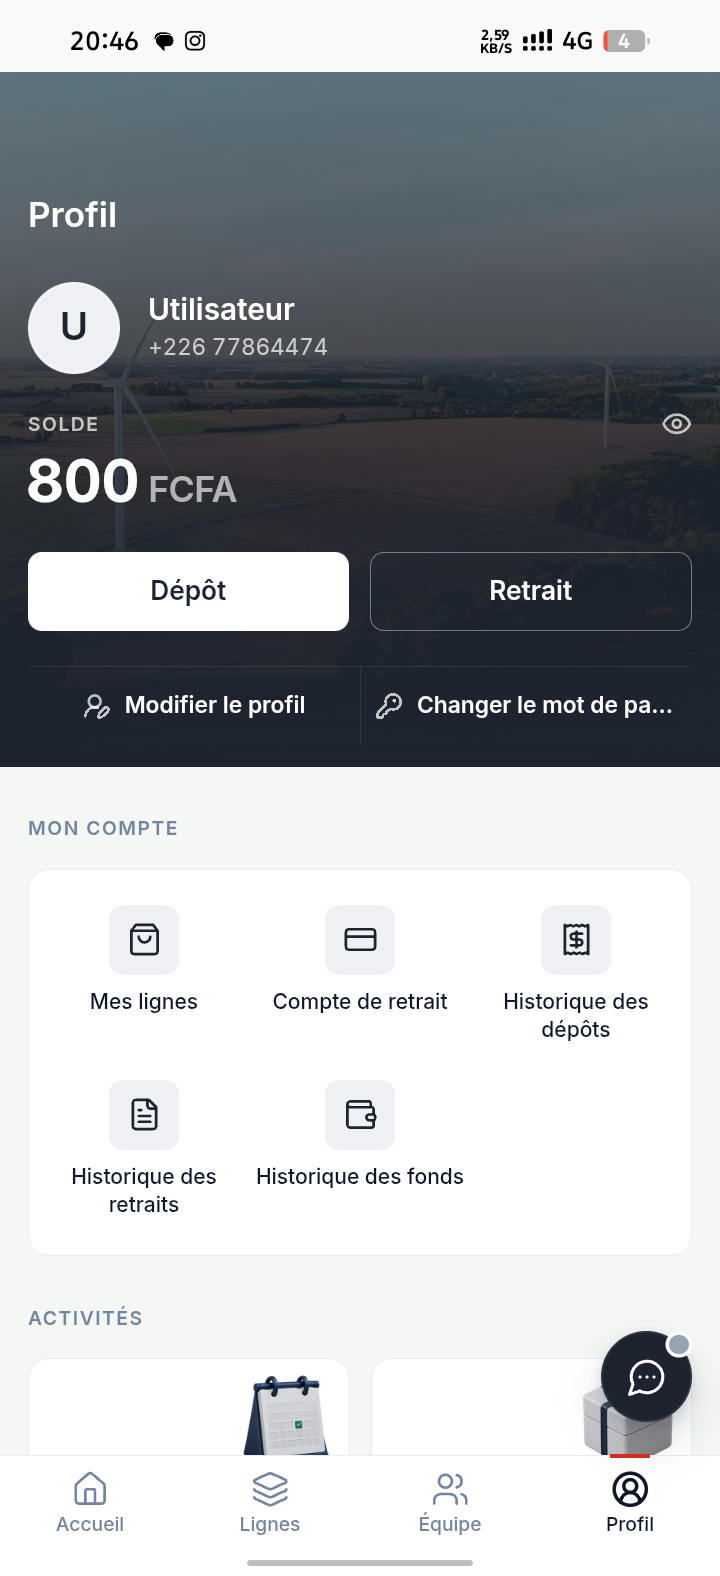 20:46
2,59
KB/S
4G
4
Profil
U
Utilisateur
+226 77864474
SOLDE
800 FCFA
Dépôt
Retrait
Modifier le profil
Changer le mot de pa...
MON COMPTE
Mes lignes
Compte de retrait
Historique des
dépôts
Historique des
retraits
Historique des fonds
ACTIVITÉS
Accueil
Lignes
Équipe
Profil